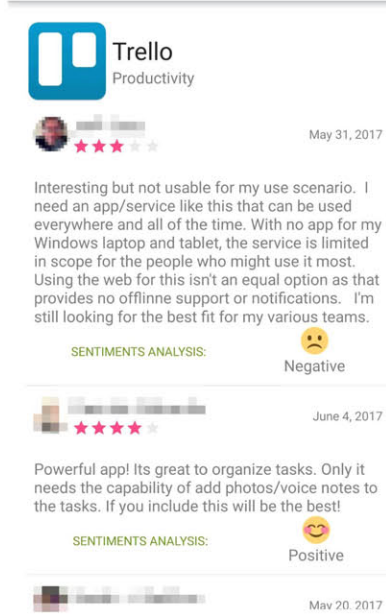 Trello
Productivity
May 31, 2017
Interesting but not usable for my use scenario. I
need an app/service like this that can be used
everywhere and all of the time. With no app for my
Windows laptop and tablet, the service is limited
in scope for the people who might use it most.
Using the web for this isn't an equal option as that
provides no offlinne support or notifications. I'm
still looking for the best fit for my various teams.
SENTIMENTS ANALYSIS:
Negative
June 4, 2017
Powerful app! Its great to organize tasks. Only it
needs the capability of add photos/voice notes to
the tasks. If you include this will be the best!
SENTIMENTS ANALYSIS:
Positive
May 20, 2017